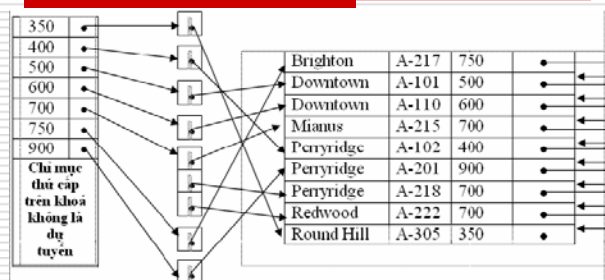 350
400
500
600
700
750
900
Chỉ mục
thứ cấp
trên khoá
không là
dự
tuyển
Brighton A-217 750
Downtown A-101 500
Downtown A-110 600
Mianus A-215 700
Perryridge A-102 400
Perryridge A-201 900
Perryridge A-218 700
Redwood A-222 700
Round Hill A-305 350